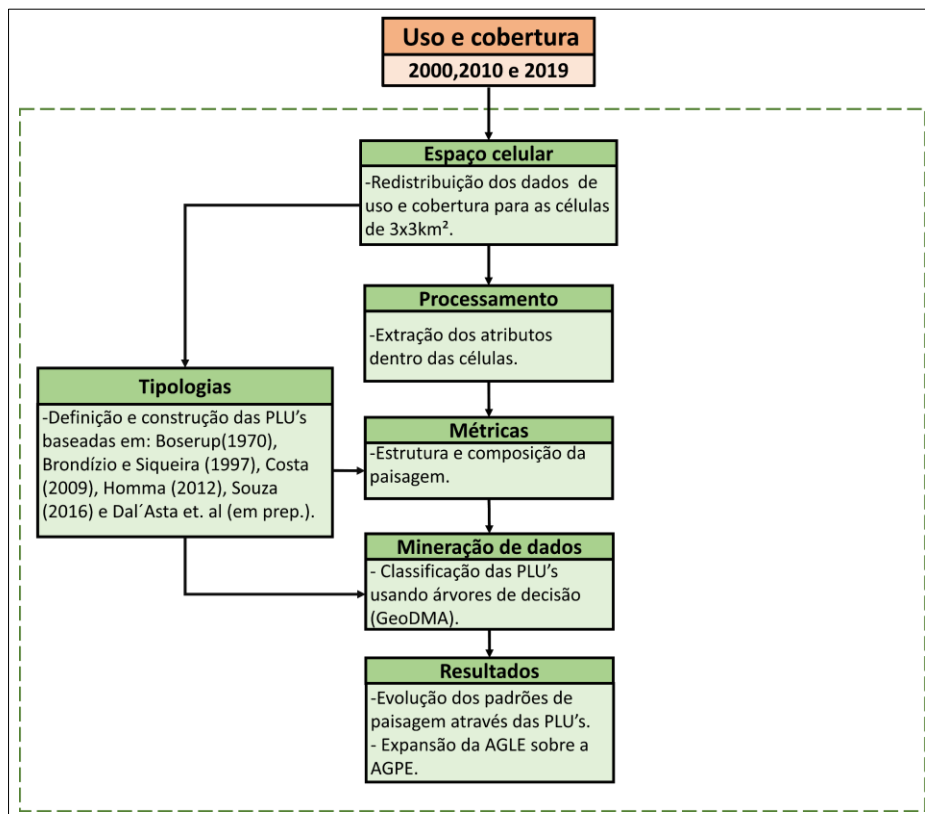 Uso e cobertura
2000,2010 e 2019
Espaço celular
-Redistribuição dos dados de
uso e cobertura para as células
de 3x3km².
Processamento
-Extração dos atributos
dentro das células.
Tipologias
-Definição e construção das PLU’s
baseadas em: Boserup(1970),
Brondízio e Siqueira (1997), Costa
(2009), Homma (2012), Souza
(2016) e Dal´Asta et. al (em prep.).
Métricas
-Estrutura e composição da
paisagem.
Mineração de dados
- Classificação das PLU’s
usando árvores de decisão
(GeoDMA).
Resultados
-Evolução dos padrões de
paisagem através das PLU’s.
- Expansão da AGLE sobre a
AGPE.